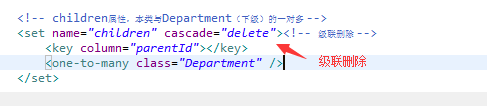 <!-- children属性，本类与Department（下级）的一对多 -->
<set name="children" cascade="delete"><!-- 级联删除 -->
<key column="parentId"></key>
<one-to-many class="Department" />
级联删除
</set>